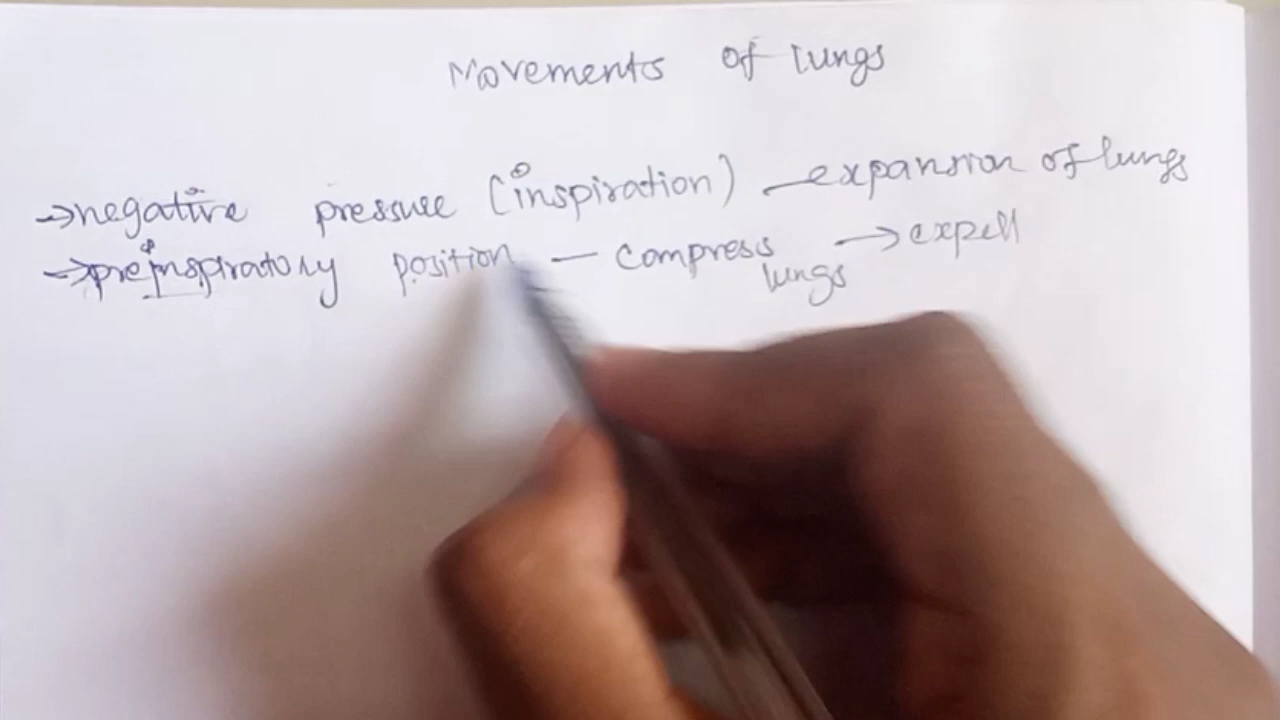 Movements of lungs
→negative pressure (inspiration) — expansion of lungs
→preinspiratory position — compress lungs → expell